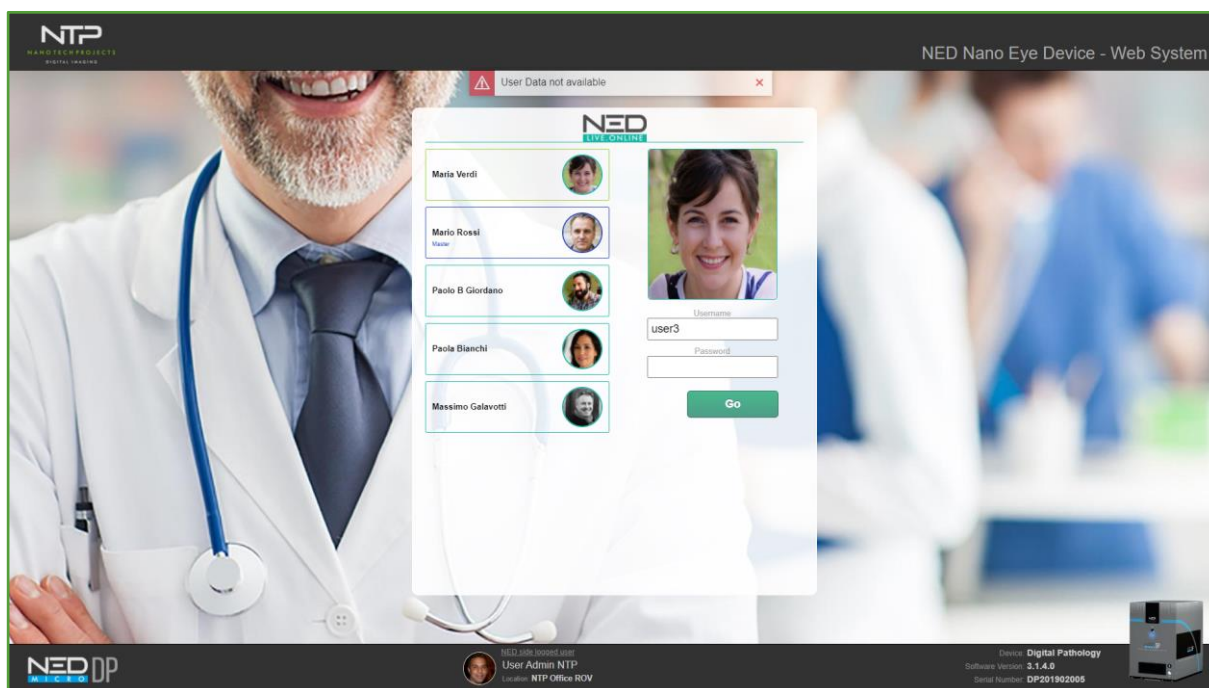 NTP
NANOTECH PROJECTS
DIGITAL IMAGING
NED Nano Eye Device - Web System
User Data not available
NED
LIVE ONLINE
Maria Verdi
Mario Rossi
Master
Paolo B Giordano
Paola Bianchi
Massimo Galavotti
Username
user3
Password
Go
NED DP
MICRO
NED side logged user
User Admin NTP
Location: NTP Office ROV
Device: Digital Pathology
Software Version: 3.1.4.0
Serial Number: DP201902005